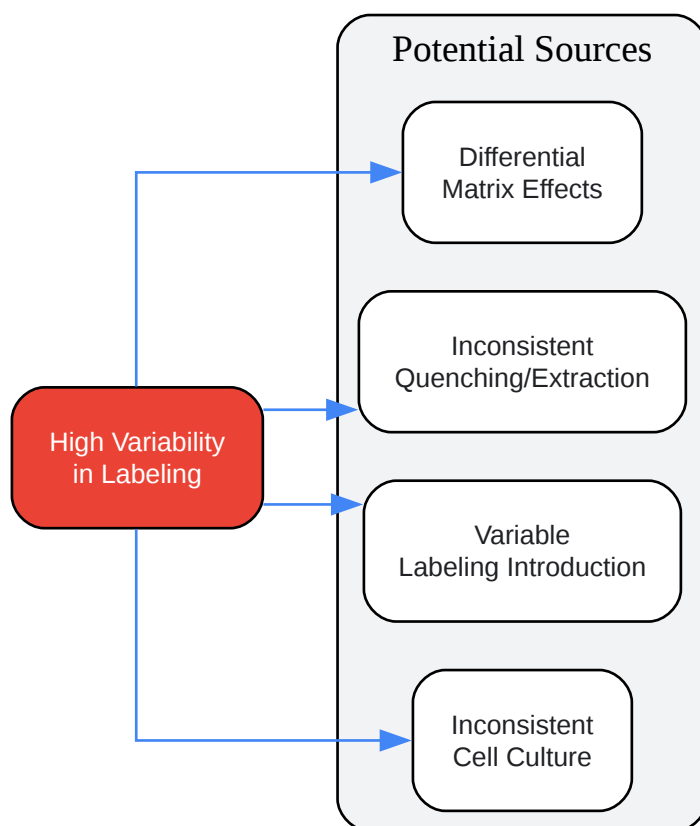 Potential Sources
Differential
Matrix Effects
Inconsistent
Quenching/Extraction
High Variability
in Labeling
Variable
Labeling Introduction
Inconsistent
Cell Culture